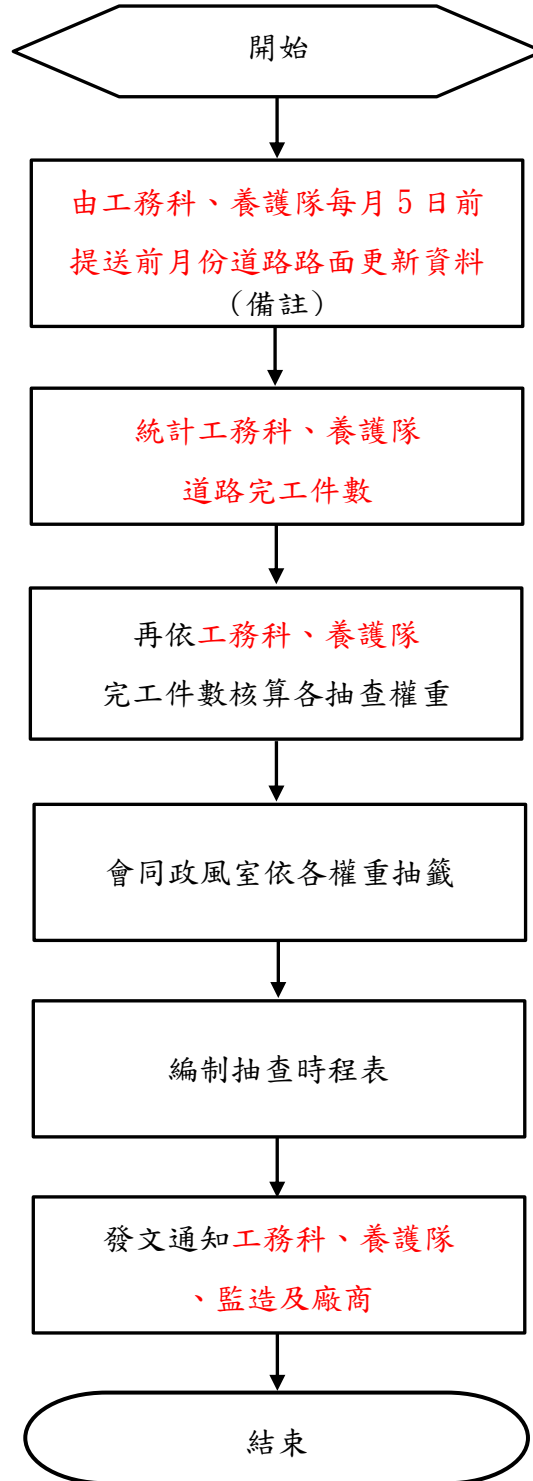 開始
由工務科、養護隊每月5日前
提送前月份道路路面更新資料
(備註)
統計工務科、養護隊
道路完工件數
再依工務科、養護隊
完工件數核算各抽查權重
會同政風室依各權重抽籤
編制抽查時程表
發文通知工務科、養護隊
、監造及廠商
結束